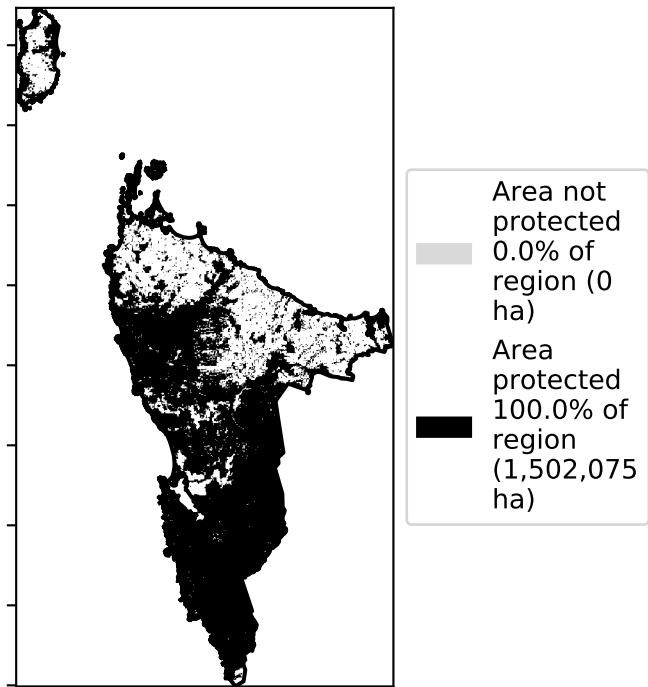 Area not
protected
0.0% of
region (0
ha)
Area
protected
100.0% of
region
(1,502,075
ha)